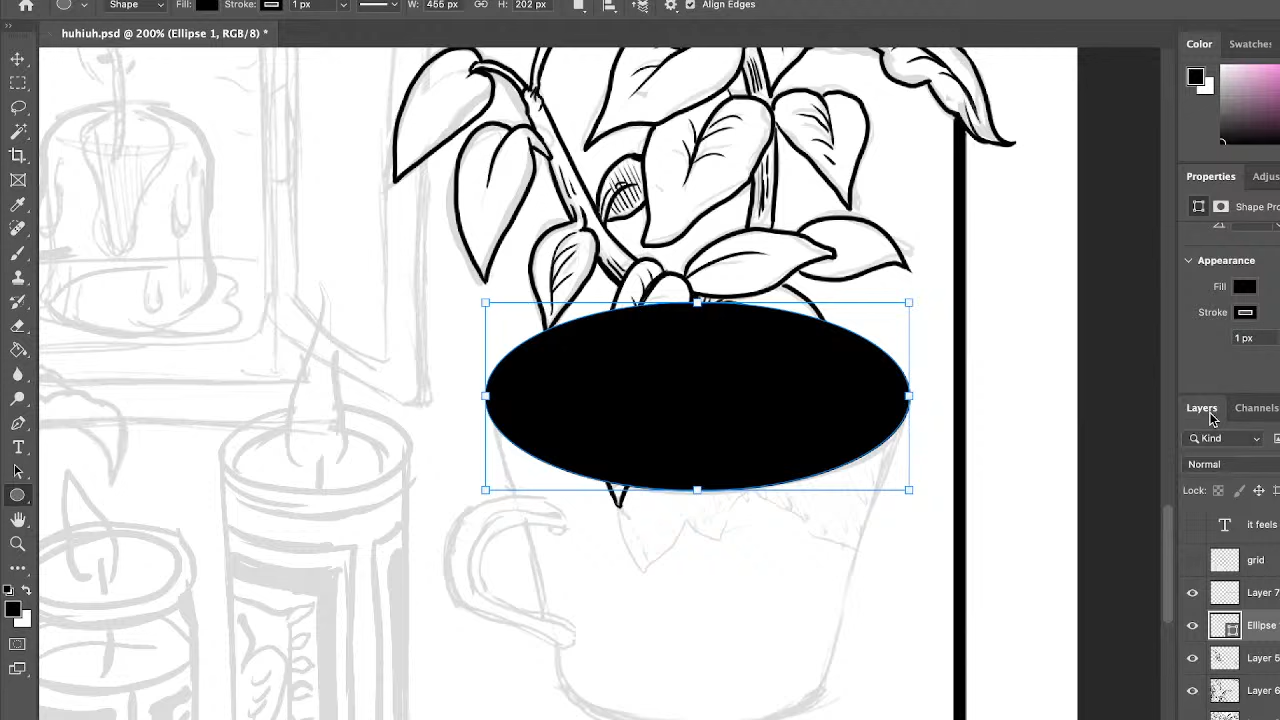 Shape Fill: Stroke: 1 px W: 456 px H: 202 px Align Edges
huhiuh.psd @ 200% (Ellipse 1, RGB/8) *
Color Swatches
Properties Adjus
Shape Pro
Appearance
Fill
Stroke
1 px
Layers Channels
Kind
Normal
Lock:
it feels
grid
Layer 7
Ellipse
Layer 5
Layer 4